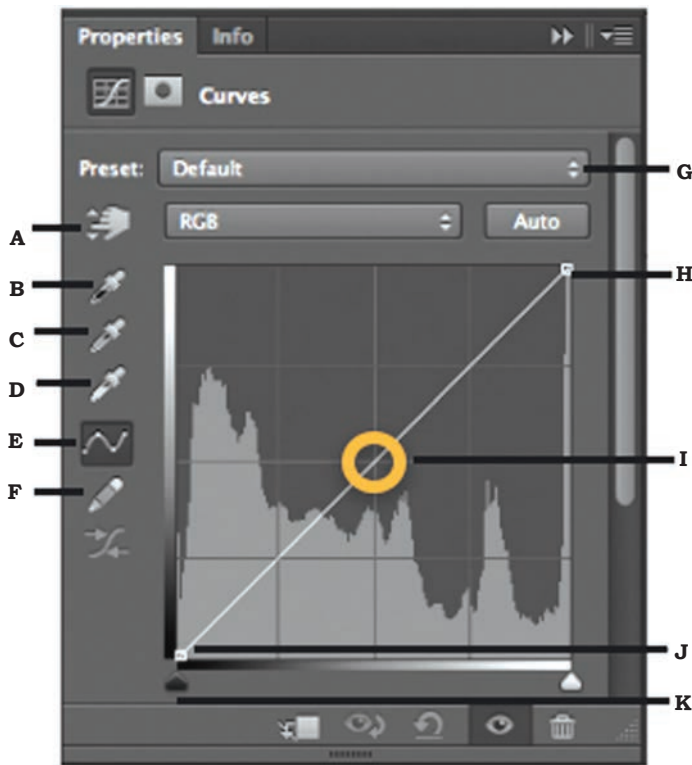 Properties Info
Curves
Preset: Default
G
A
RGB Auto
B
H
C
D
E
I
F
J
K